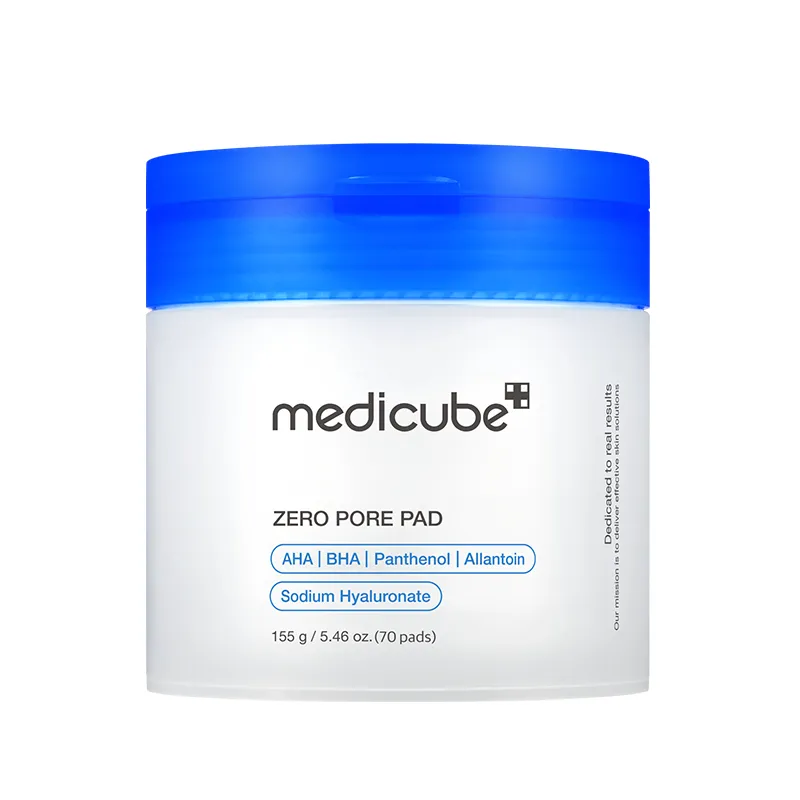 medicube
ZERO PORE PAD
AHA | BHA | Panthenol | Allantoin
Sodium Hyaluronate
155 g / 5.46 oz. (70 pads)
Dedicated to real results
Our mission is to deliver effective skin solutions